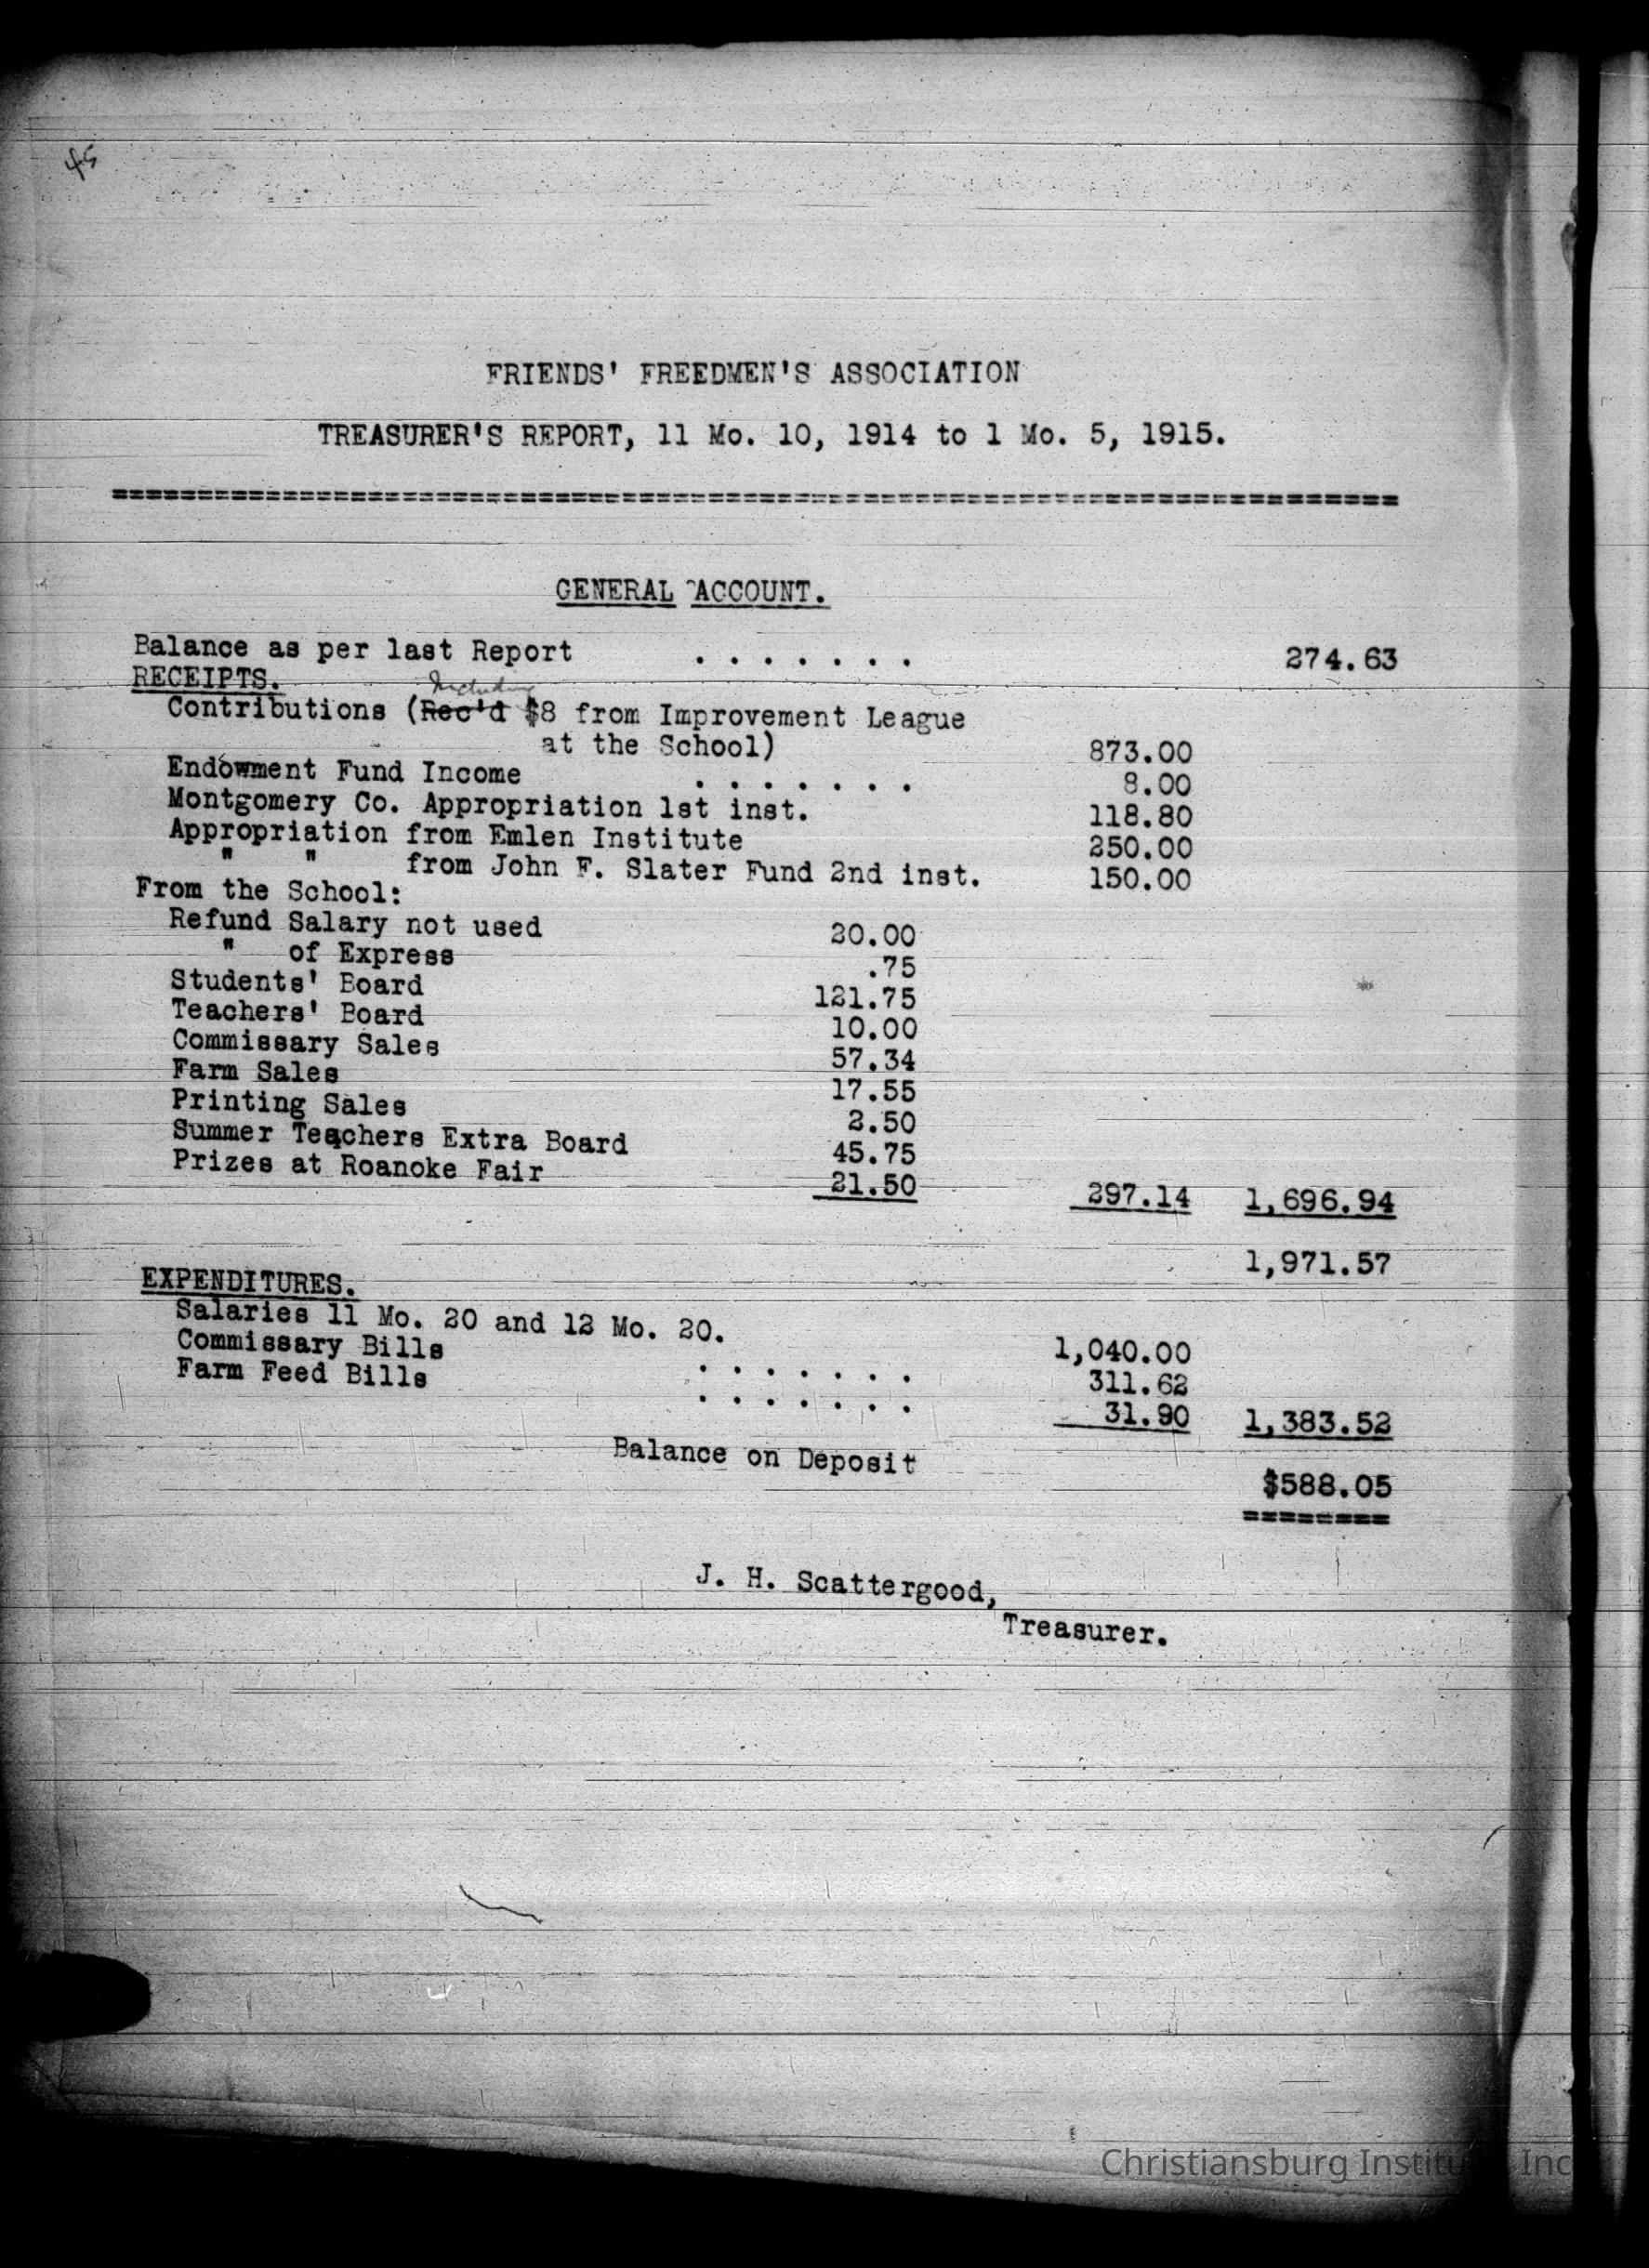 45
FRIENDS' FREEDMEN'S ASSOCIATION
TREASURER'S REPORT, 11 Mo. 10, 1914 to 1 Mo. 5, 1915.
GENERAL ACCOUNT.
Balance as per last Report . . . . . . . 274.63
RECEIPTS.
Including
Contributions (Rec'd $8 from Improvement League
at the School) 873.00
Endowment Fund Income . . . . . . . 8.00
Montgomery Co. Appropriation 1st inst. 118.80
Appropriation from Emlen Institute 250.00
" " from John F. Slater Fund 2nd inst. 150.00
From the School:
Refund Salary not used 20.00
" of Express .75
Students' Board 121.75
Teachers' Board 10.00
Commissary Sales 57.34
Farm Sales 17.55
Printing Sales 2.50
Summer Teachers Extra Board 45.75
Prizes at Roanoke Fair 21.50 297.14 1,696.94
1,971.57
EXPENDITURES.
Salaries 11 Mo. 20 and 12 Mo. 20. 1,040.00
Commissary Bills . . . . . . . 311.62
Farm Feed Bills . . . . . . . 31.90 1,383.52
Balance on Deposit $588.05
J. H. Scattergood,
Treasurer.
Christiansburg Institute Inc